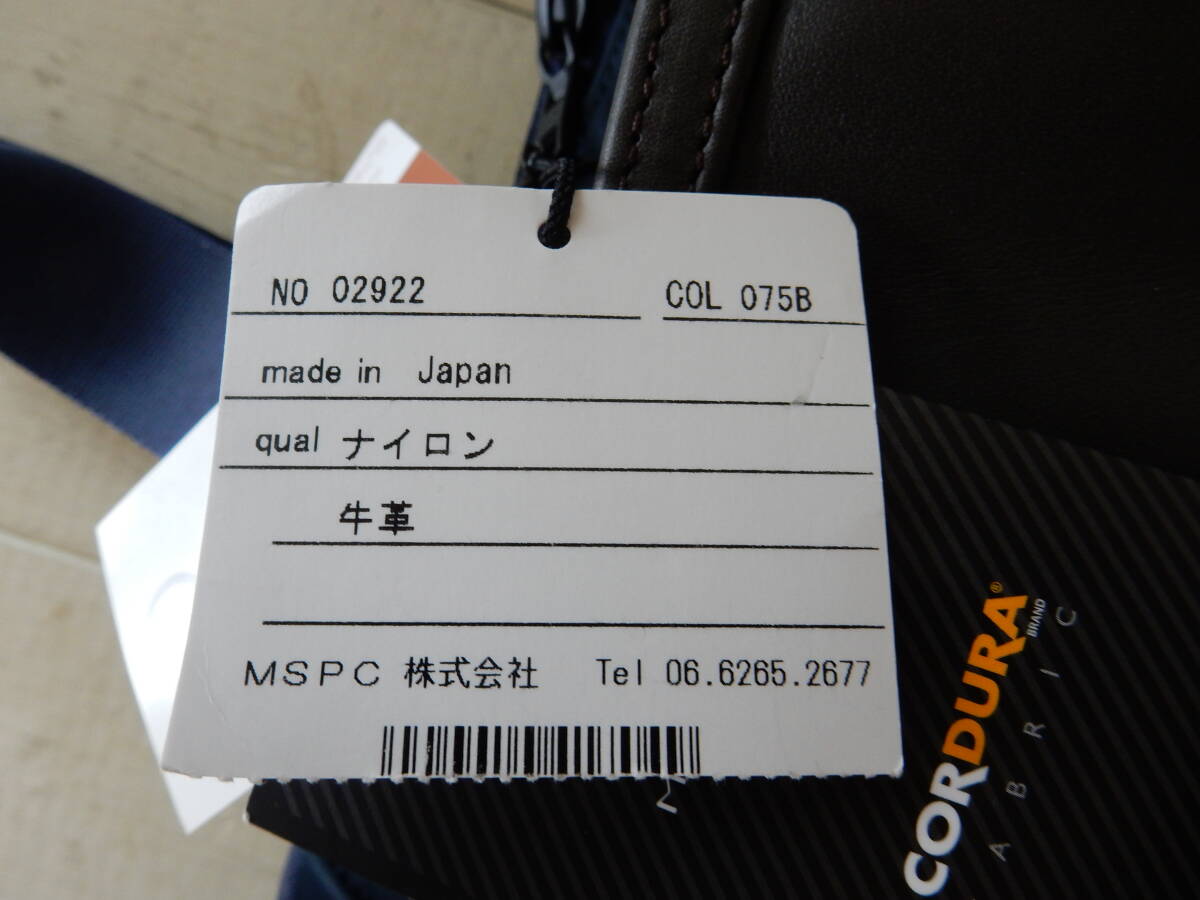 NO 02922 COL 075B
made in Japan
qual ナイロン
牛革
MSPC 株式会社 Tel 06.6265.2677
CORDURA®
BRAND
FABRIC